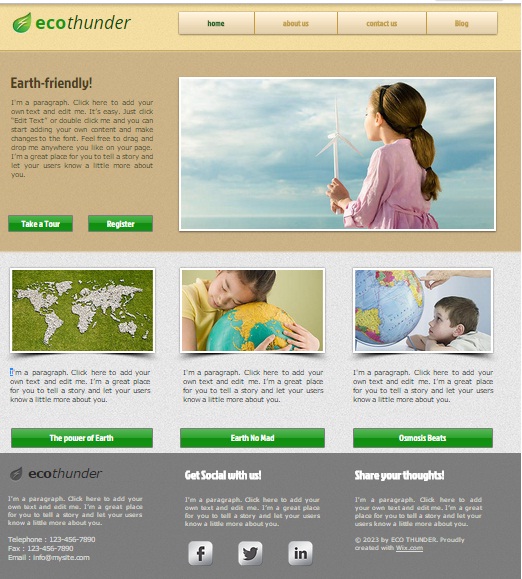 ecothunder
home about us contact us Blog
Earth-friendly!
I'm a paragraph. Click here to add your
own text and edit me. It's easy. Just click
"Edit Text" or double click me and you can
start adding your own content and make
changes to the font. Feel free to drag and
drop me anywhere you like on your page.
I'm a great place for you to tell a story and
let your users know a little more about
you.
Take a Tour Register
I'm a paragraph. Click here to add your
own text and edit me. I'm a great place
for you to tell a story and let your users
know a little more about you.
The power of Earth
I'm a paragraph. Click here to add your
own text and edit me. I'm a great place
for you to tell a story and let your users
know a little more about you.
Earth No Mad
I'm a paragraph. Click here to add your
own text and edit me. I'm a great place
for you to tell a story and let your users
know a little more about you.
Osmosis Beats
ecothunder
I'm a paragraph. Click here to add your
own text and edit me. I'm a great place
for you to tell a story and let your users
know a little more about you.
Telephone : 123-456-7890
Fax : 123-456-7890
Email : info@mysite.com
Get Social with us!
I'm a paragraph. Click here to add your
own text and edit me. I'm a great place
for you to tell a story and let your users
know a little more about you.
f in
Share your thoughts!
I'm a paragraph. Click here to add your
own text and edit me. I'm a great place
for you to tell a story and let your users
know a little more about you.
© 2023 by ECO THUNDER. Proudly
created with Wix.com